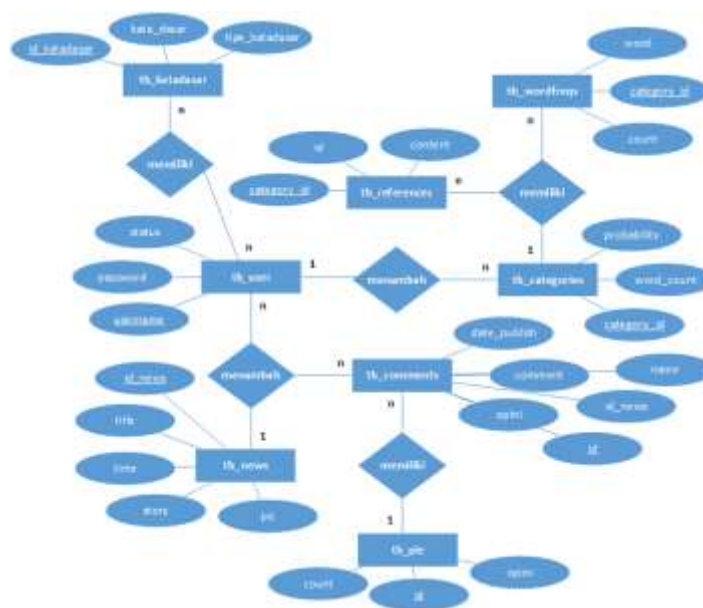 kata_dasar
id_katadasar
tipe_katadasar
tb_katadasar
n
memiliki
word
tb_wordfreqs
category_id
count
n
id
content
category_id
tb_references
n
memiliki
status
password
username
n
tb_user
1
menambah
n
1
tb_categories
probability
word_count
category_id
n
menambah
n
date_publish
tb_comments
comment
name
id_news
opini
id
id_news
title
time
store
1
tb_news
pic
n
memiliki
1
tb_pie
count
id
opini